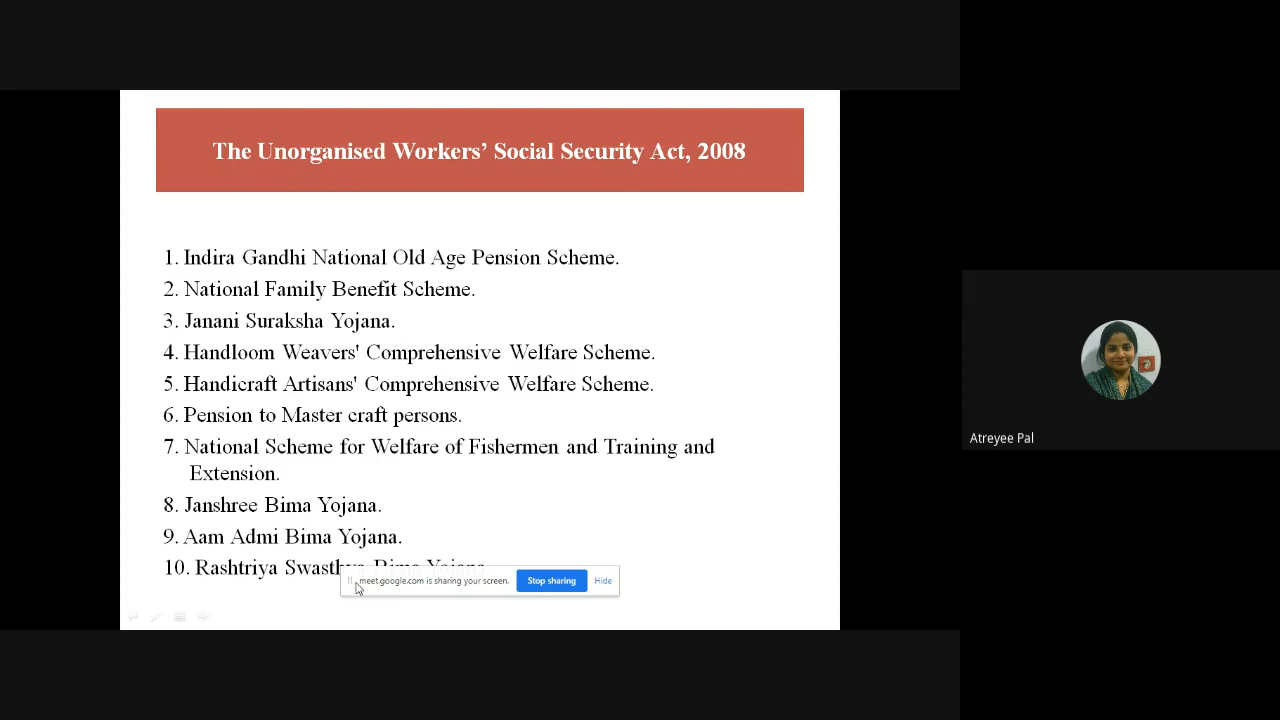 The Unorganised Workers’ Social Security Act, 2008
1. Indira Gandhi National Old Age Pension Scheme.
2. National Family Benefit Scheme.
3. Janani Suraksha Yojana.
4. Handloom Weavers' Comprehensive Welfare Scheme.
5. Handicraft Artisans' Comprehensive Welfare Scheme.
6. Pension to Master craft persons.
7. National Scheme for Welfare of Fishermen and Training and
Extension.
8. Janshree Bima Yojana.
9. Aam Admi Bima Yojana.
10. Rashtriya Swasthya Bima Yojana
meet.google.com is sharing your screen. Stop sharing Hide
Atreyee Pal